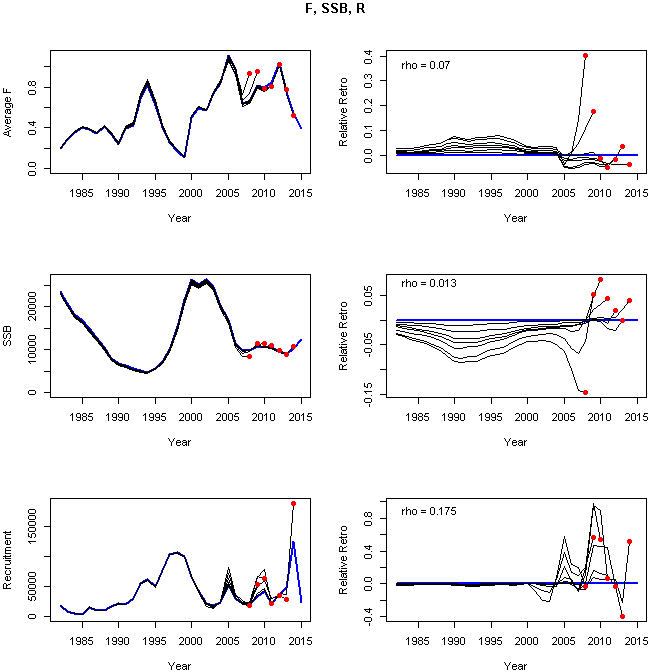 F, SSB, R
Average F
0.0 0.4 0.8
1985 1990 1995 2000 2005 2010 2015
Year
Relative Retro
0.0 0.1 0.2 0.3 0.4
rho = 0.07
1985 1990 1995 2000 2005 2010 2015
Year
SSB
0 10000 20000
1985 1990 1995 2000 2005 2010 2015
Year
Relative Retro
-0.15 -0.05 0.05
rho = 0.013
1985 1990 1995 2000 2005 2010 2015
Year
Recruitment
0 50000 150000
1985 1990 1995 2000 2005 2010 2015
Year
Relative Retro
-0.4 0.0 0.4 0.8
rho = 0.175
1985 1990 1995 2000 2005 2010 2015
Year